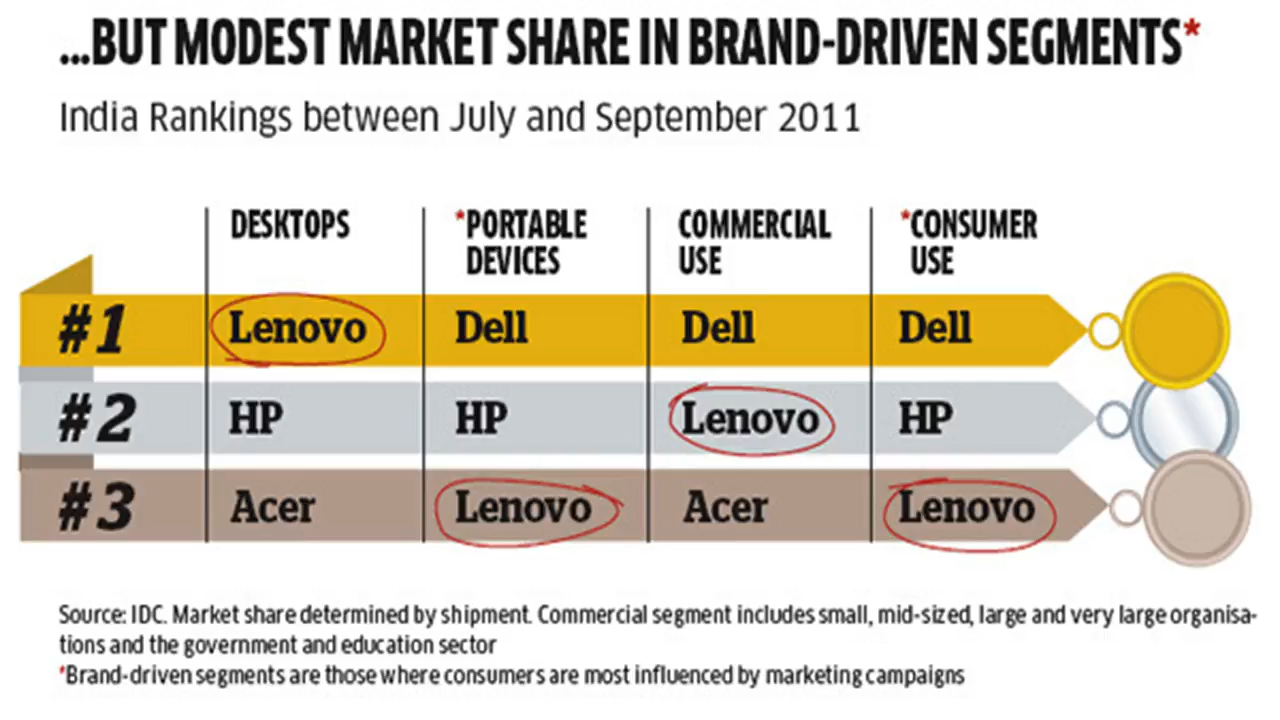 ...BUT MODEST MARKET SHARE IN BRAND-DRIVEN SEGMENTS*
India Rankings between July and September 2011
DESKTOPS *PORTABLE DEVICES COMMERCIAL USE *CONSUMER USE
#1 Lenovo Dell Dell Dell
#2 HP HP Lenovo HP
#3 Acer Lenovo Acer Lenovo
Source: IDC. Market share determined by shipment. Commercial segment includes small, mid-sized, large and very large organisa-
tions and the government and education sector
*Brand-driven segments are those where consumers are most influenced by marketing campaigns